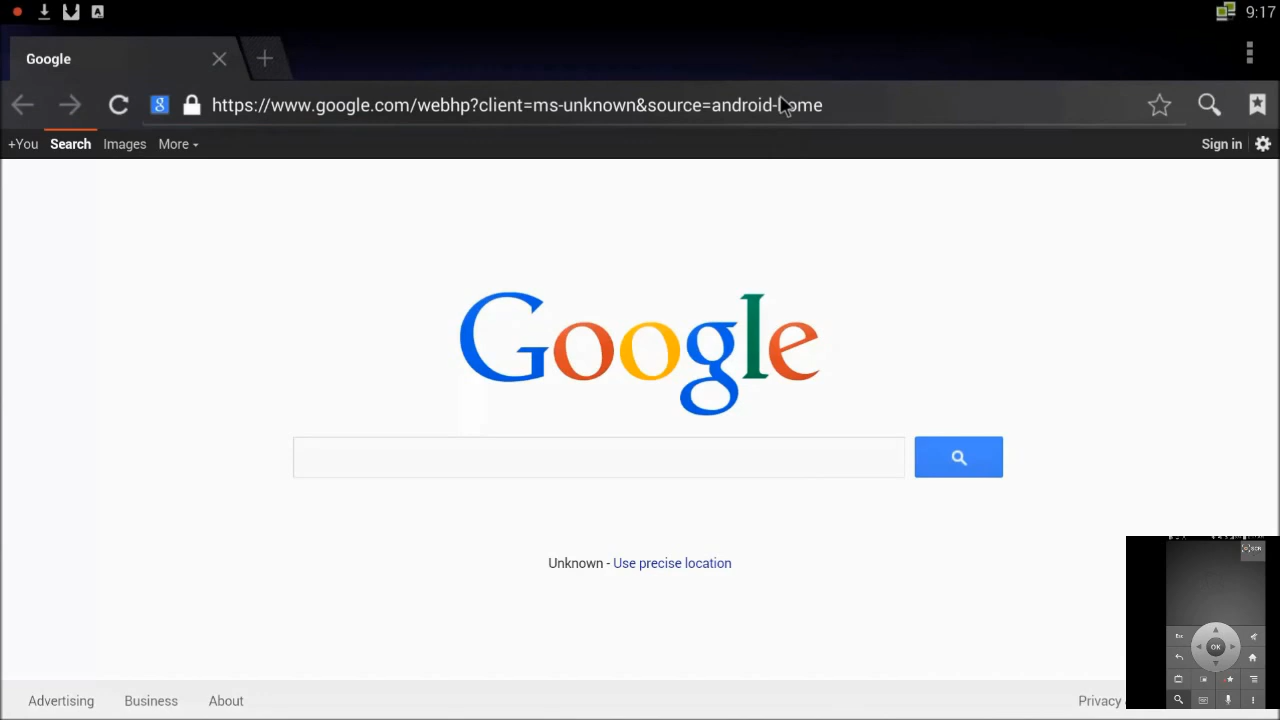 9:17
Google
https://www.google.com/webhp?client=ms-unknown&source=android-home
+You Search Images More Sign in
Google
Unknown - Use precise location
Advertising Business About Privacy
Esc
OK